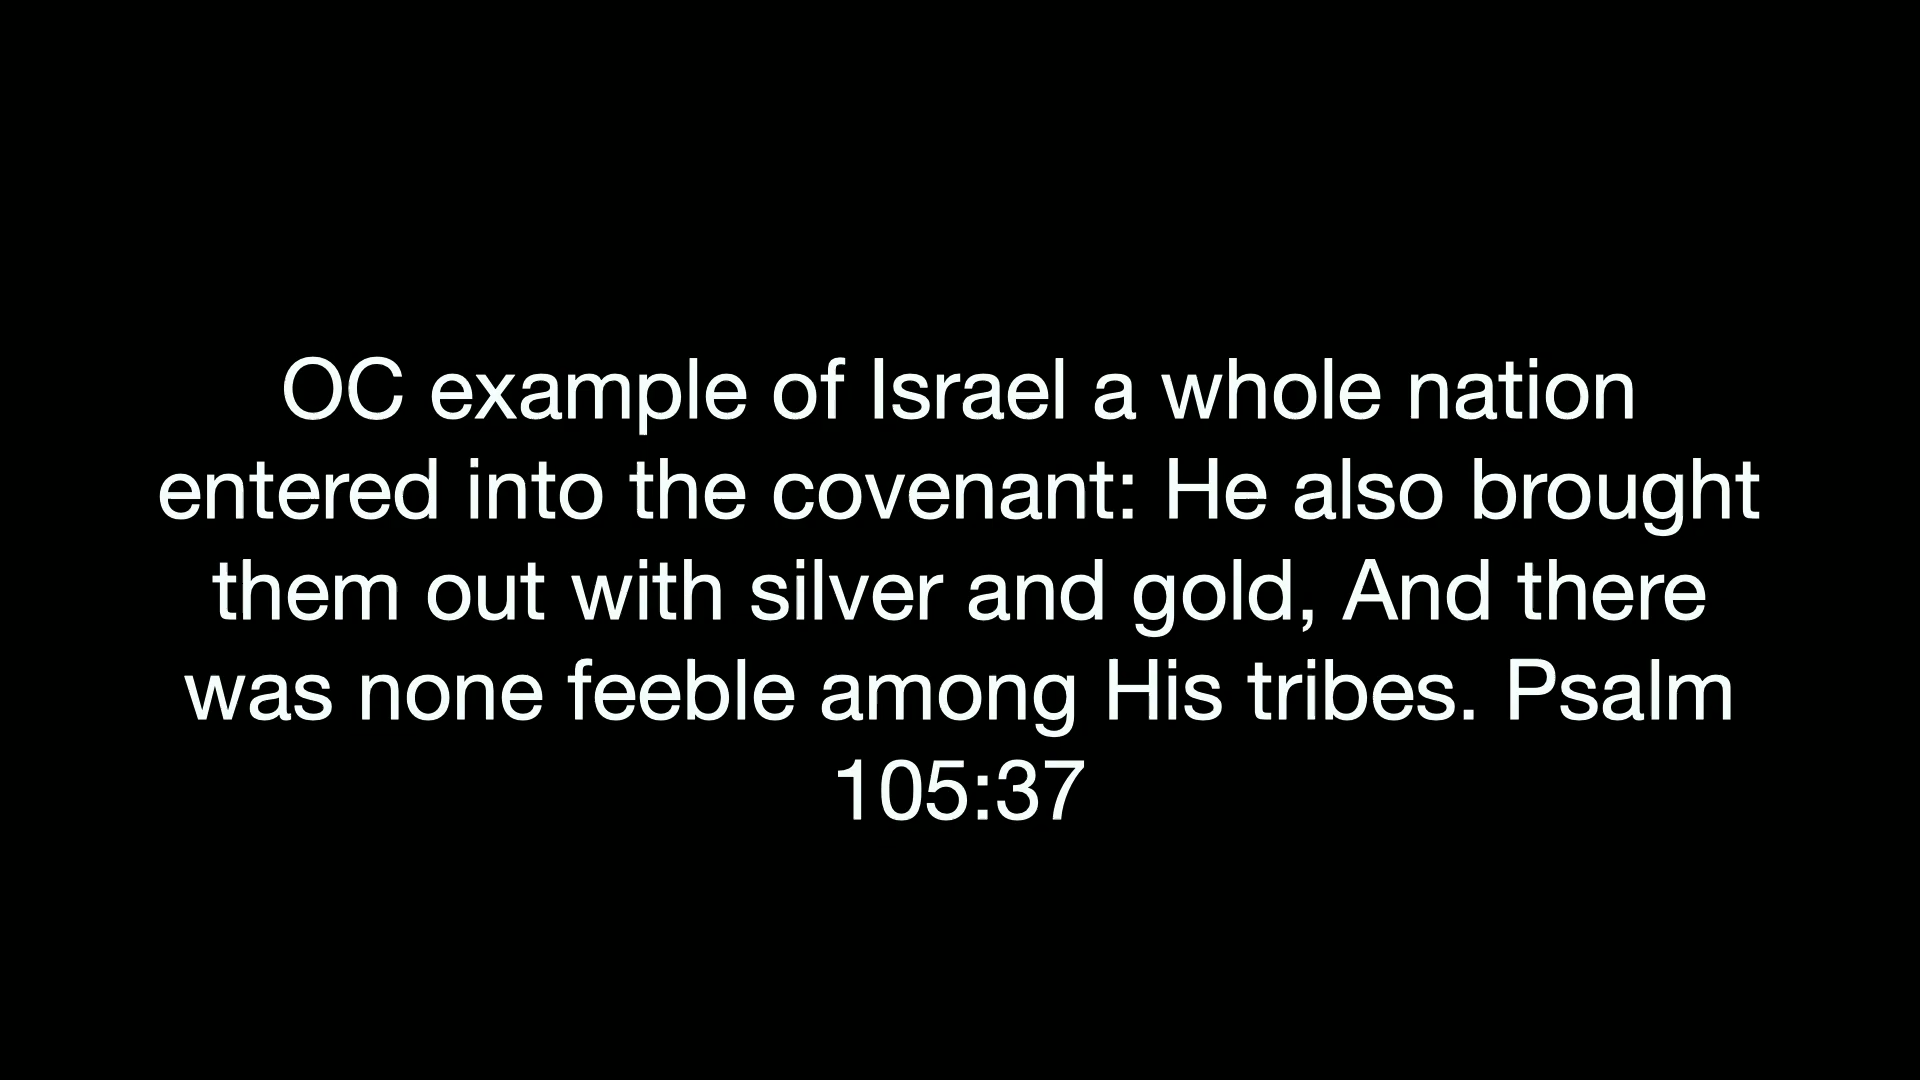 OC example of Israel a whole nation
entered into the covenant: He also brought
them out with silver and gold, And there
was none feeble among His tribes. Psalm
105:37